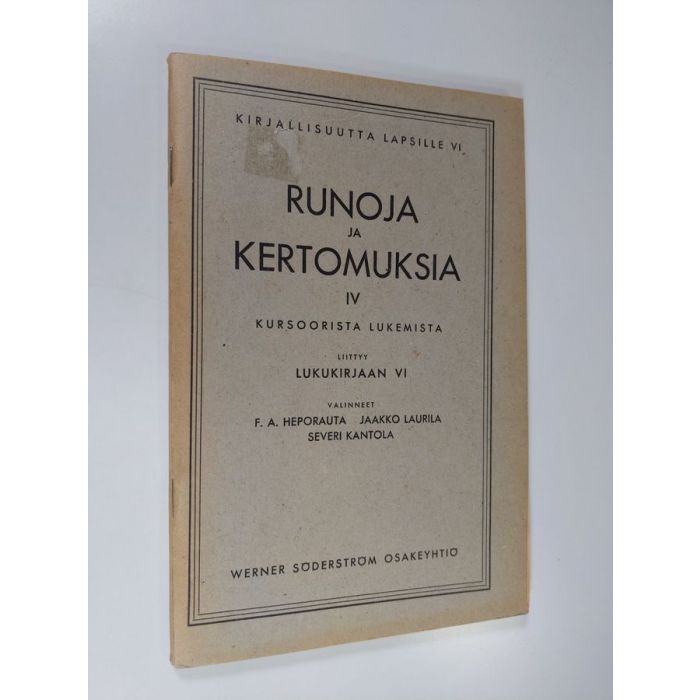 KIRJALLISUUTTA LAPSILLE VI
RUNOJA
JA
KERTOMUKSIA
IV
KURSOORISTA LUKEMISTA
LIITTYY
LUKUKIRJAAN VI
VALINNEET
F. A. HEPORAUTA JAAKKO LAURILA
SEVERI KANTOLA
WERNER SÖDERSTRÖM OSAKEYHTIÖ